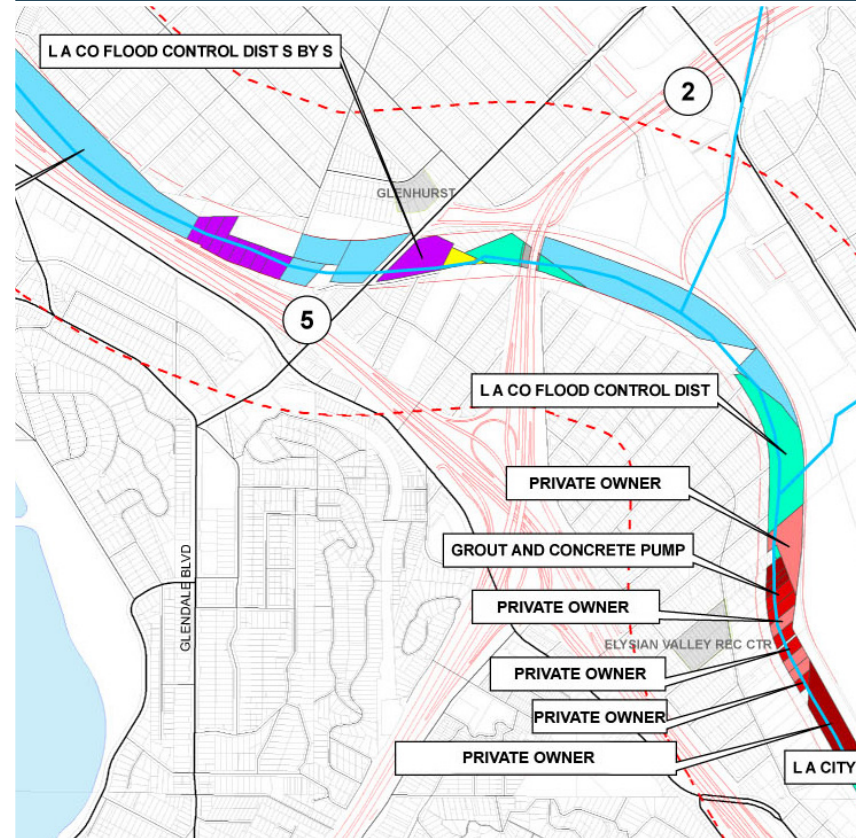 L A CO FLOOD CONTROL DIST S BY S
2
GLENHURST
5
L A CO FLOOD CONTROL DIST
PRIVATE OWNER
GROUT AND CONCRETE PUMP
PRIVATE OWNER
GLENDALE BLVD
ELYSIAN VALLEY REC CTR
PRIVATE OWNER
PRIVATE OWNER
PRIVATE OWNER
L A CITY